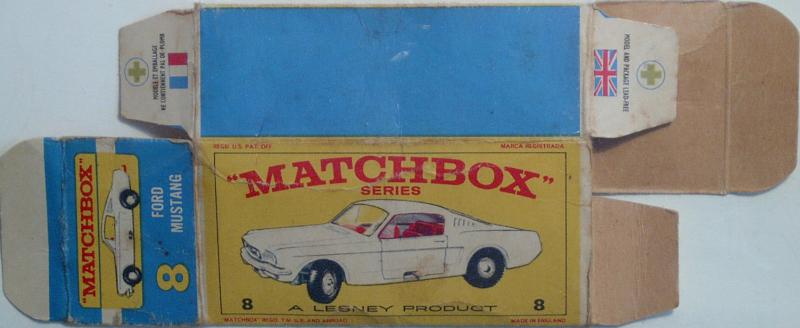 MODÈLE ET EMBALLAGE
NE CONTIENNENT PAS DE-PLOMB
MODEL AND PACKAGE LEAD-FREE
REGD. U.S. PAT. OFF.
MARCA REGISTRADA
"MATCHBOX"
SERIES
8
A LESNEY PRODUCT
8
"MATCHBOX" REGD. T.M. U.K. AND ABROAD
MADE IN ENGLAND
"MATCHBOX"
8
FORD
MUSTANG